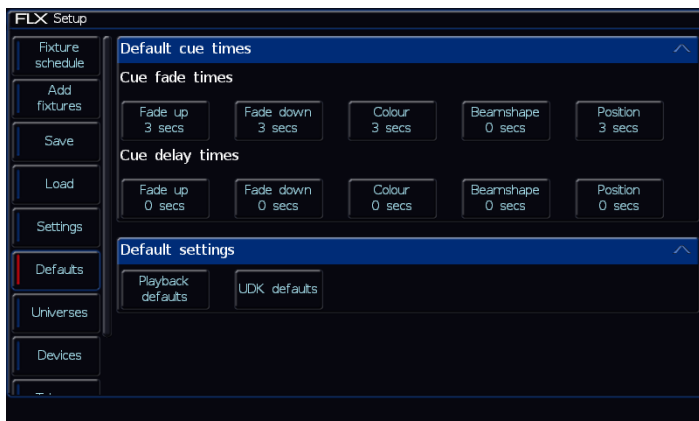 FLX Setup
Fixture
schedule
Add
fixtures
Save
Load
Settings
Defaults
Universes
Devices
Default cue times
Cue fade times
Fade up
3 secs
Fade down
3 secs
Colour
3 secs
Beamshape
0 secs
Position
3 secs
Cue delay times
Fade up
0 secs
Fade down
0 secs
Colour
0 secs
Beamshape
0 secs
Position
0 secs
Default settings
Playback
defaults
UDK defaults